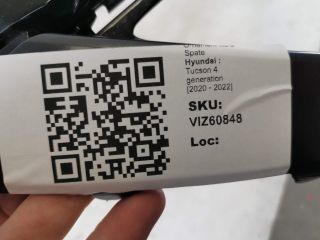 Spate
Hyundai :
Tucson 4
generation
[2020 - 2022]
SKU:
VIZ60848
Loc: